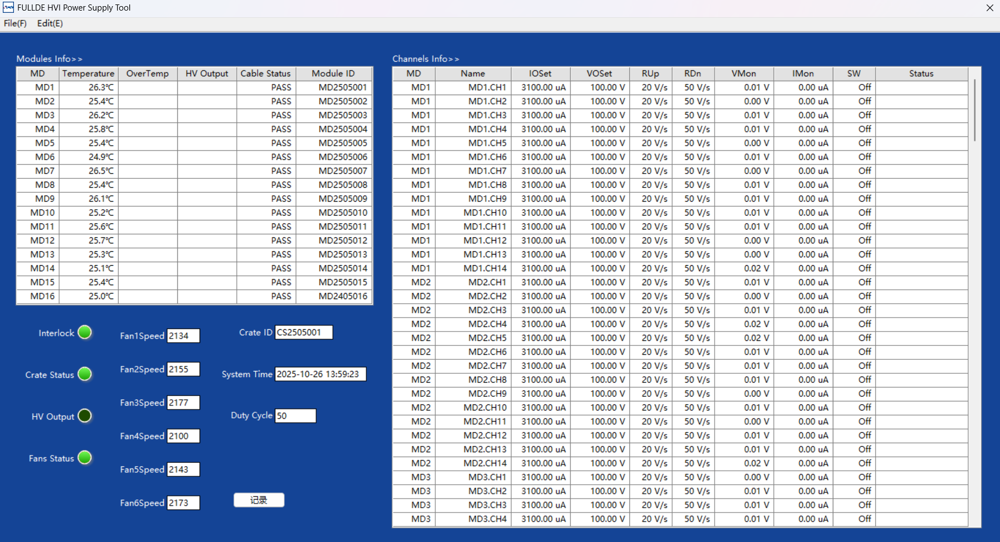 FULLDE HVI Power Supply Tool
File(F) Edit(E)
Modules Info>>
MD Temperature OverTemp HV Output Cable Status Module ID
MD1 26.3℃ PASS MD2505001
MD2 25.4℃ PASS MD2505002
MD3 26.2℃ PASS MD2505003
MD4 25.8℃ PASS MD2505004
MD5 25.4℃ PASS MD2505005
MD6 24.9℃ PASS MD2505006
MD7 26.5℃ PASS MD2505007
MD8 25.4℃ PASS MD2505008
MD9 26.1℃ PASS MD2505009
MD10 25.2℃ PASS MD2505010
MD11 25.6℃ PASS MD2505011
MD12 25.7℃ PASS MD2505012
MD13 25.3℃ PASS MD2505013
MD14 25.1℃ PASS MD2505014
MD15 25.4℃ PASS MD2505015
MD16 25.0℃ PASS MD2405016
Interlock
Crate Status
HV Output
Fans Status
Fan1Speed 2134
Fan2Speed 2155
Fan3Speed 2177
Fan4Speed 2100
Fan5Speed 2143
Fan6Speed 2173
Crate ID CS2505001
System Time 2025-10-26 13:59:23
Duty Cycle 50
记录
Channels Info>>
MD Name IOSet VOSet RUp RDn VMon IMon SW Status
MD1 MD1.CH1 3100.00 uA 100.00 V 20 V/s 50 V/s 0.01 V 0.00 uA Off
MD1 MD1.CH2 3100.00 uA 100.00 V 20 V/s 50 V/s 0.00 V 0.00 uA Off
MD1 MD1.CH3 3100.00 uA 100.00 V 20 V/s 50 V/s 0.01 V 0.00 uA Off
MD1 MD1.CH4 3100.00 uA 100.00 V 20 V/s 50 V/s 0.01 V 0.00 uA Off
MD1 MD1.CH5 3100.00 uA 100.00 V 20 V/s 50 V/s 0.00 V 0.00 uA Off
MD1 MD1.CH6 3100.00 uA 100.00 V 20 V/s 50 V/s 0.01 V 0.00 uA Off
MD1 MD1.CH7 3100.00 uA 100.00 V 20 V/s 50 V/s 0.00 V 0.00 uA Off
MD1 MD1.CH8 3100.00 uA 100.00 V 20 V/s 50 V/s 0.01 V 0.00 uA Off
MD1 MD1.CH9 3100.00 uA 100.00 V 20 V/s 50 V/s 0.01 V 0.00 uA Off
MD1 MD1.CH10 3100.00 uA 100.00 V 20 V/s 50 V/s 0.01 V 0.00 uA Off
MD1 MD1.CH11 3100.00 uA 100.00 V 20 V/s 50 V/s 0.01 V 0.00 uA Off
MD1 MD1.CH12 3100.00 uA 100.00 V 20 V/s 50 V/s 0.00 V 0.00 uA Off
MD1 MD1.CH13 3100.00 uA 100.00 V 20 V/s 50 V/s 0.00 V 0.00 uA Off
MD1 MD1.CH14 3100.00 uA 100.00 V 20 V/s 50 V/s 0.02 V 0.00 uA Off
MD2 MD2.CH1 3100.00 uA 100.00 V 20 V/s 50 V/s 0.01 V 0.00 uA Off
MD2 MD2.CH2 3100.00 uA 100.00 V 20 V/s 50 V/s 0.00 V 0.00 uA Off
MD2 MD2.CH3 3100.00 uA 100.00 V 20 V/s 50 V/s 0.01 V 0.00 uA Off
MD2 MD2.CH4 3100.00 uA 100.00 V 20 V/s 50 V/s 0.02 V 0.00 uA Off
MD2 MD2.CH5 3100.00 uA 100.00 V 20 V/s 50 V/s 0.02 V 0.00 uA Off
MD2 MD2.CH6 3100.00 uA 100.00 V 20 V/s 50 V/s 0.01 V 0.00 uA Off
MD2 MD2.CH7 3100.00 uA 100.00 V 20 V/s 50 V/s 0.01 V 0.00 uA Off
MD2 MD2.CH8 3100.00 uA 100.00 V 20 V/s 50 V/s 0.01 V 0.00 uA Off
MD2 MD2.CH9 3100.00 uA 100.00 V 20 V/s 50 V/s 0.00 V 0.00 uA Off
MD2 MD2.CH10 3100.00 uA 100.00 V 20 V/s 50 V/s 0.01 V 0.00 uA Off
MD2 MD2.CH11 3100.00 uA 100.00 V 20 V/s 50 V/s 0.00 V 0.00 uA Off
MD2 MD2.CH12 3100.00 uA 100.00 V 20 V/s 50 V/s 0.01 V 0.00 uA Off
MD2 MD2.CH13 3100.00 uA 100.00 V 20 V/s 50 V/s 0.01 V 0.00 uA Off
MD2 MD2.CH14 3100.00 uA 100.00 V 20 V/s 50 V/s 0.02 V 0.00 uA Off
MD3 MD3.CH1 3100.00 uA 100.00 V 20 V/s 50 V/s 0.00 V 0.00 uA Off
MD3 MD3.CH2 3100.00 uA 100.00 V 20 V/s 50 V/s 0.01 V 0.00 uA Off
MD3 MD3.CH3 3100.00 uA 100.00 V 20 V/s 50 V/s 0.01 V 0.00 uA Off
MD3 MD3.CH4 3100.00 uA 100.00 V 20 V/s 50 V/s 0.01 V 0.00 uA Off